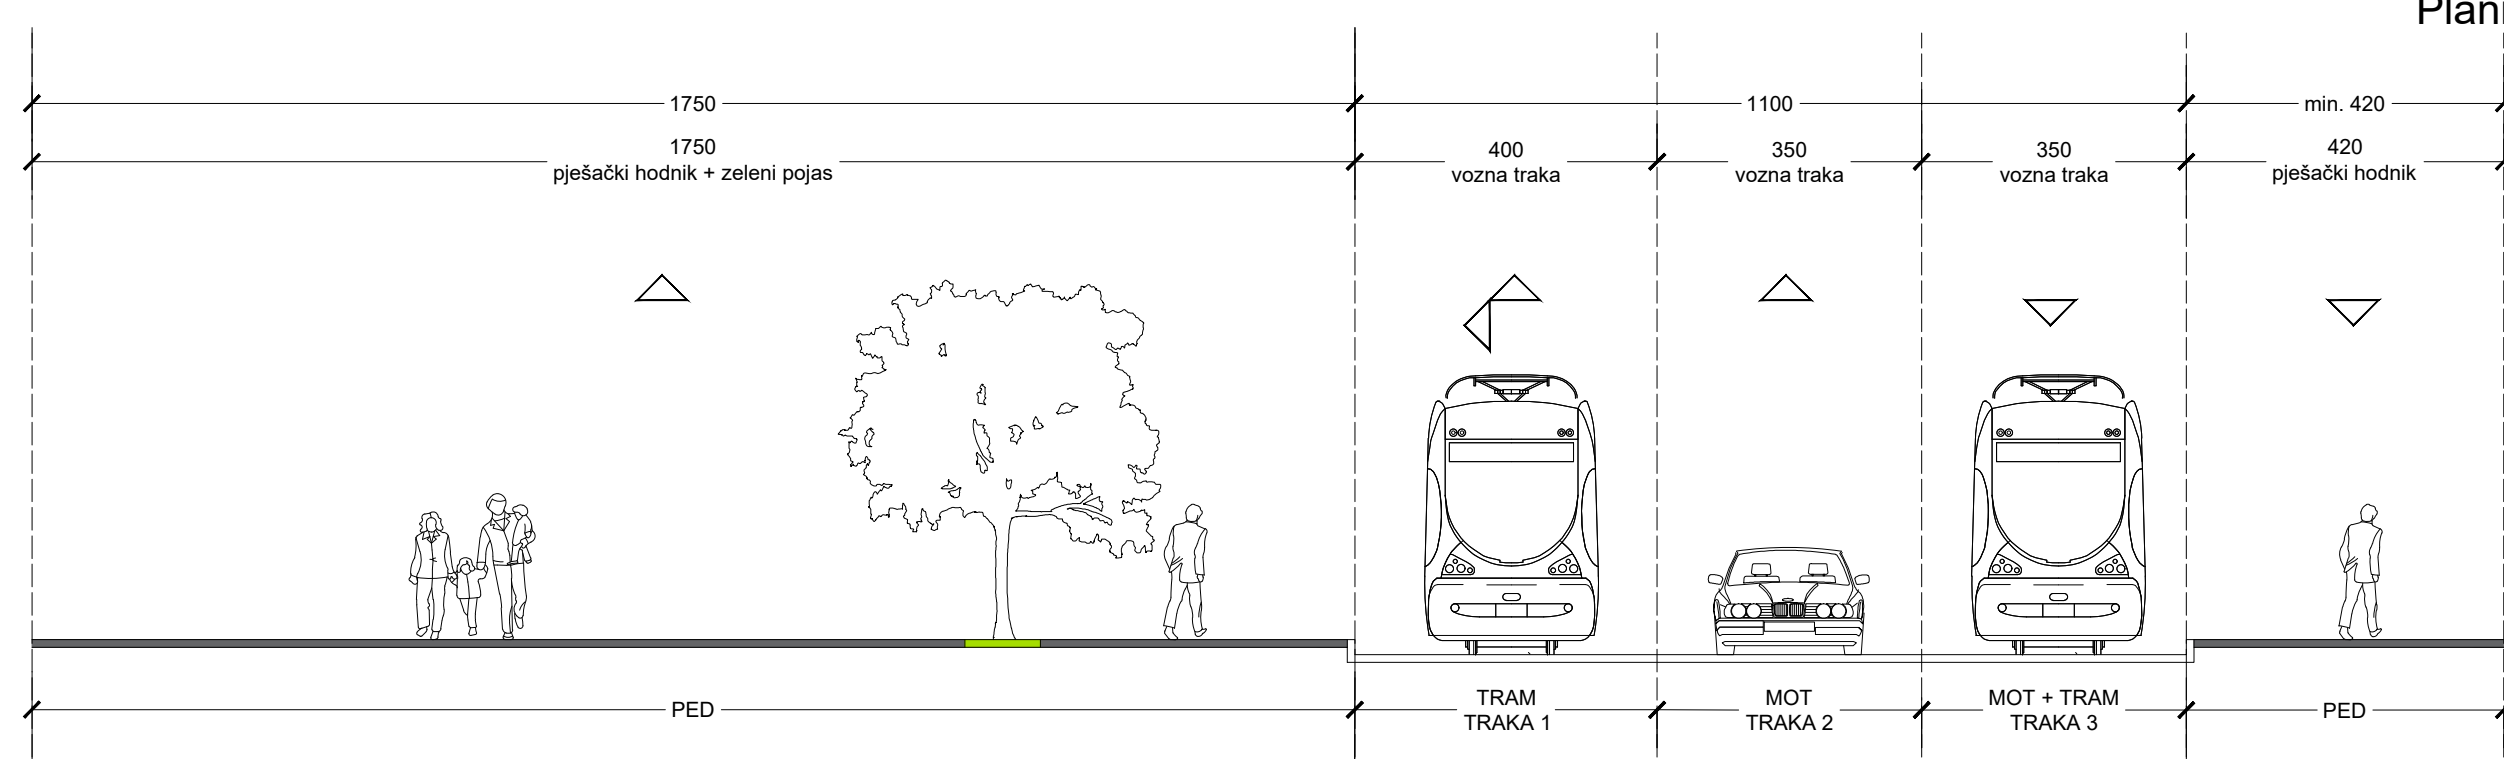 Plan
1750
1100
min. 420
1750
pješački hodnik + zeleni pojas
400
vozna traka
350
vozna traka
350
vozna traka
420
pješački hodnik
PED
TRAM
TRAKA 1
MOT
TRAKA 2
MOT + TRAM
TRAKA 3
PED